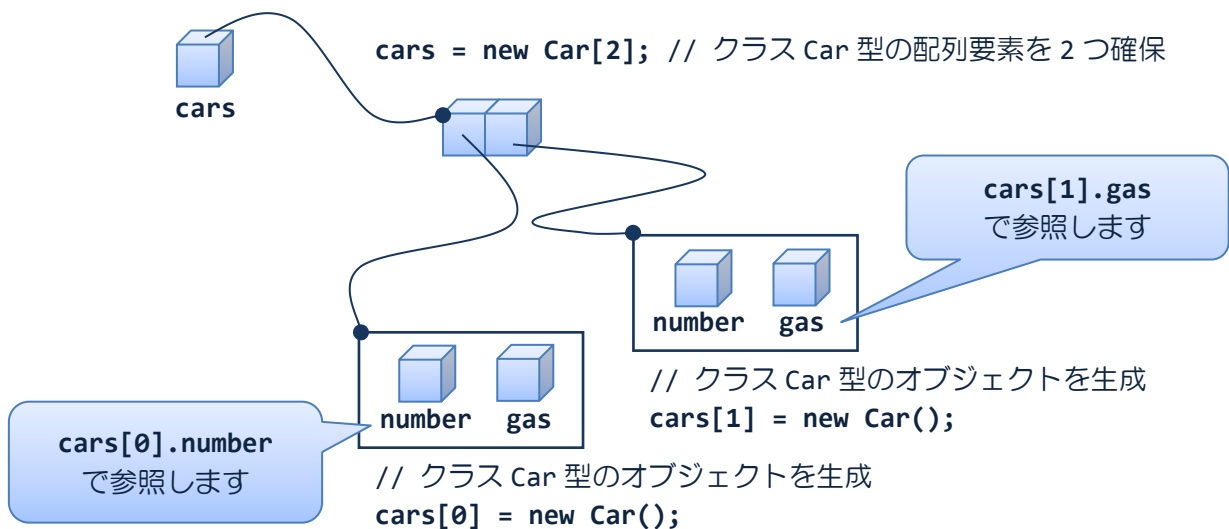 cars = new Car[2]; // クラス Car 型の配列要素を 2 つ確保
cars
cars[1].gas
で参照します
number gas
// クラス Car 型のオブジェクトを生成
cars[1] = new Car();
number gas
cars[0].number
で参照します
// クラス Car 型のオブジェクトを生成
cars[0] = new Car();